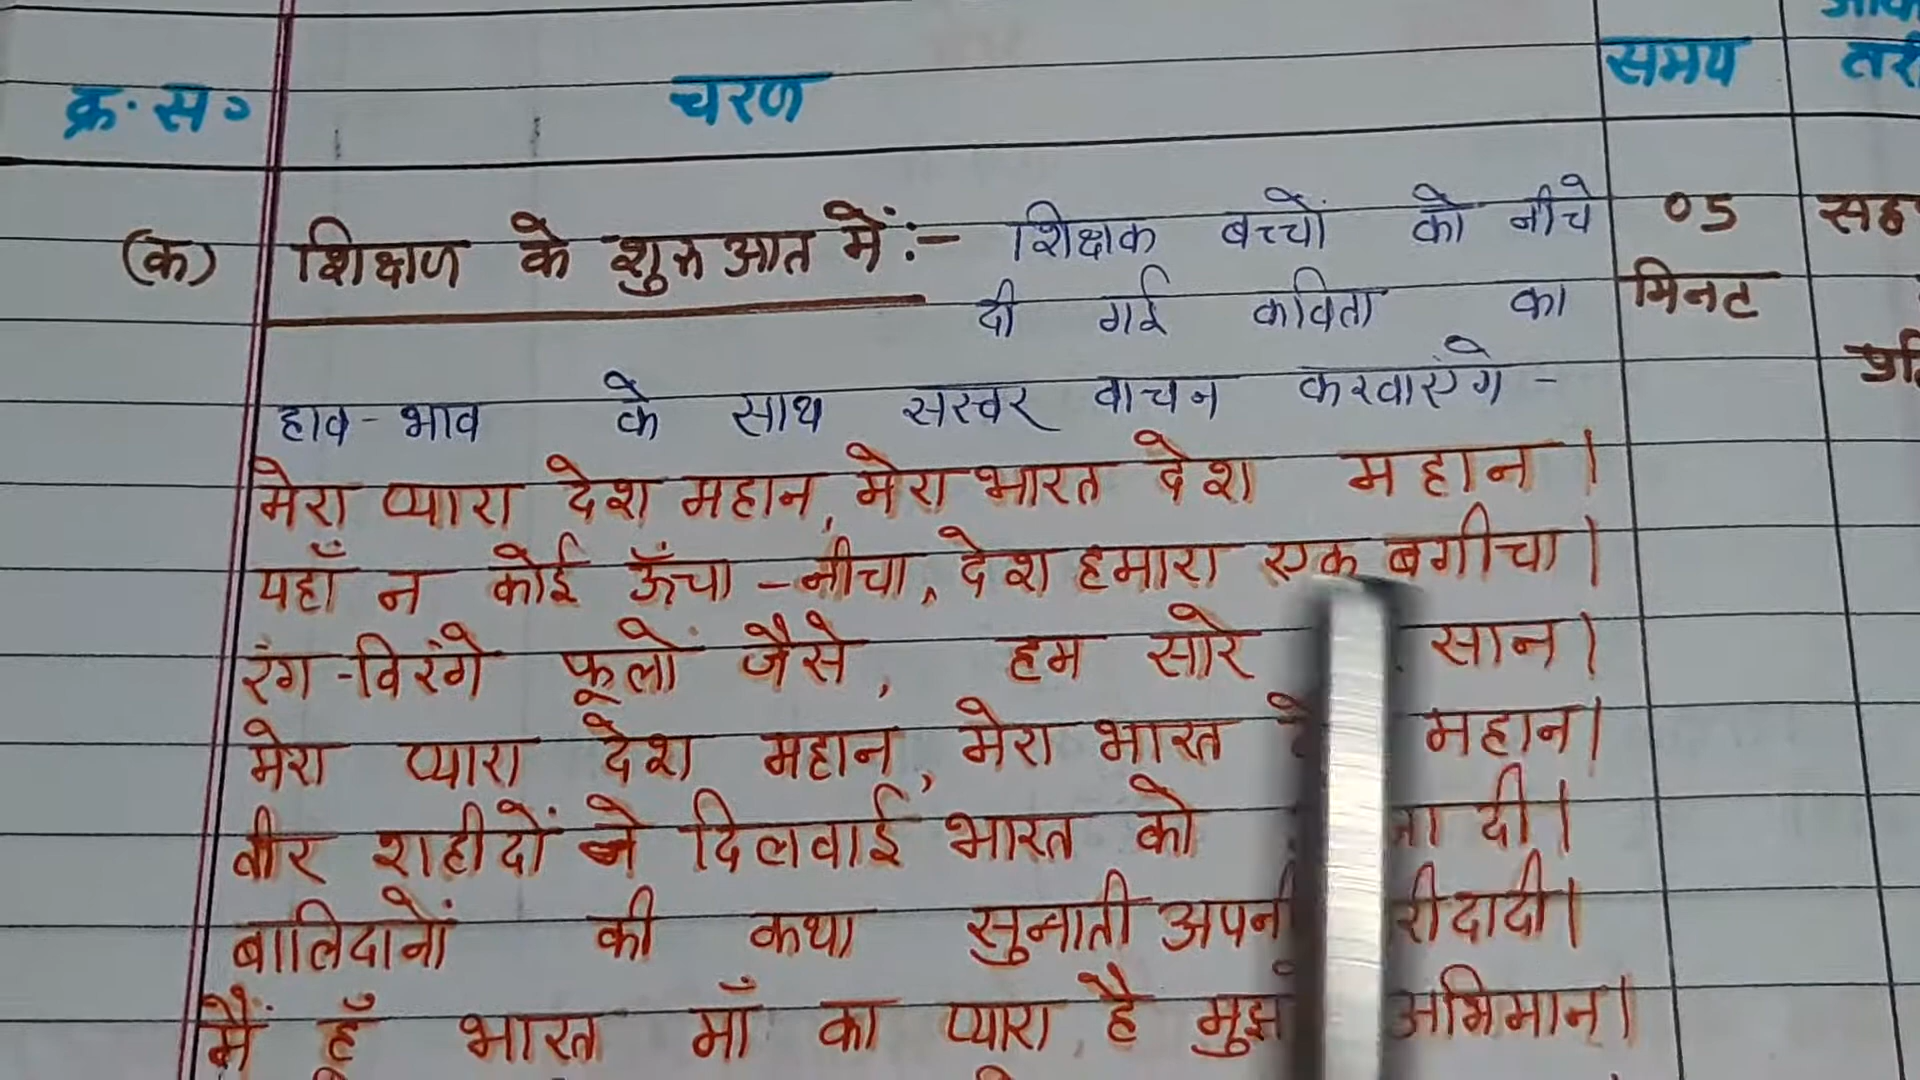 क्र.स० चरण समय
(क) शिक्षण के शुरुआत में:- शिक्षक बच्चों को नीचे 05
दी गई कविता का मिनट
हाव-भाव के साथ सस्वर वाचन करवाएंगे -
मेरा प्यारा देश महान, मेरा भारत देश महान।
यहाँ न कोई ऊँचा-नीचा, देश हमारा एक बगीचा।
रंग-विरंगे फूलों जैसे, हम सारे सान।
मेरा प्यारा देश महान, मेरा भारत महान।
वीर शहीदों ने दिलवाई भारत को दी।
बालिदानों की कथा सुनाती दादी।
मैं हूँ भारत माँ का प्यारा, है अभिमान।